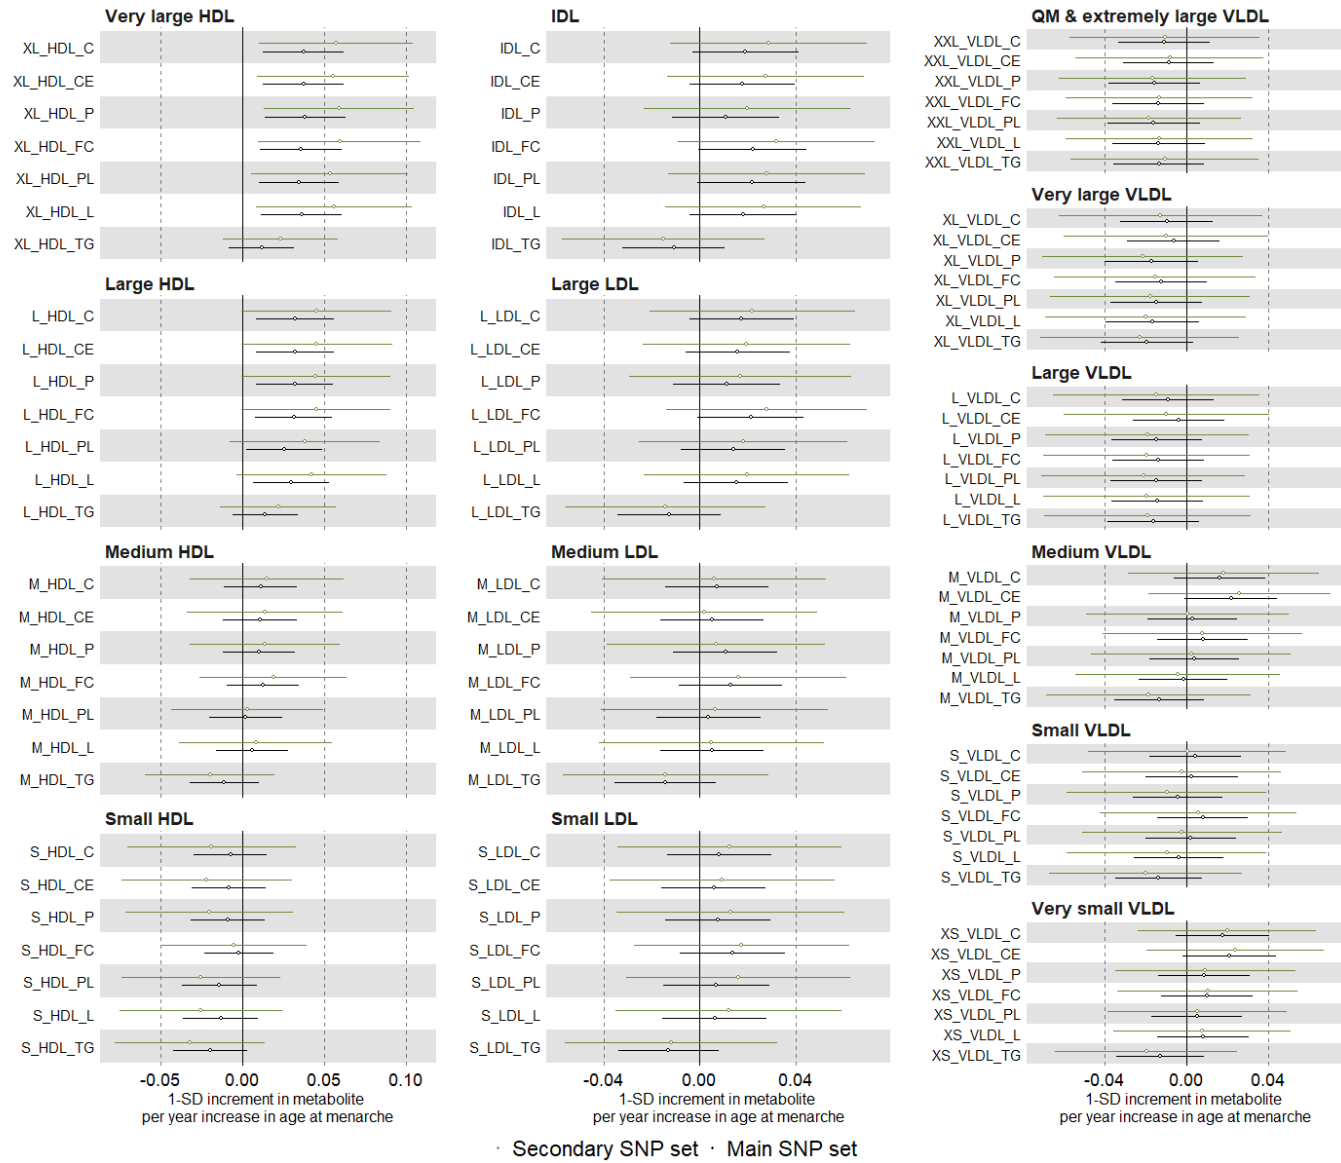 Very large HDL
XL_HDL_C
XL_HDL_CE
XL_HDL_P
XL_HDL_FC
XL_HDL_PL
XL_HDL_L
XL_HDL_TG
Large HDL
L_HDL_C
L_HDL_CE
L_HDL_P
L_HDL_FC
L_HDL_PL
L_HDL_L
L_HDL_TG
Medium HDL
M_HDL_C
M_HDL_CE
M_HDL_P
M_HDL_FC
M_HDL_PL
M_HDL_L
M_HDL_TG
Small HDL
S_HDL_C
S_HDL_CE
S_HDL_P
S_HDL_FC
S_HDL_PL
S_HDL_L
S_HDL_TG
-0.05 0.00 0.05 0.10
1-SD increment in metabolite
per year increase in age at menarche
IDL
IDL_C
IDL_CE
IDL_P
IDL_FC
IDL_PL
IDL_L
IDL_TG
Large LDL
L_LDL_C
L_LDL_CE
L_LDL_P
L_LDL_FC
L_LDL_PL
L_LDL_L
L_LDL_TG
Medium LDL
M_LDL_C
M_LDL_CE
M_LDL_P
M_LDL_FC
M_LDL_PL
M_LDL_L
M_LDL_TG
Small LDL
S_LDL_C
S_LDL_CE
S_LDL_P
S_LDL_FC
S_LDL_PL
S_LDL_L
S_LDL_TG
-0.04 0.00 0.04
1-SD increment in metabolite
per year increase in age at menarche
QM & extremely large VLDL
XXL_VLDL_C
XXL_VLDL_CE
XXL_VLDL_P
XXL_VLDL_FC
XXL_VLDL_PL
XXL_VLDL_L
XXL_VLDL_TG
Very large VLDL
XL_VLDL_C
XL_VLDL_CE
XL_VLDL_P
XL_VLDL_FC
XL_VLDL_PL
XL_VLDL_L
XL_VLDL_TG
Large VLDL
L_VLDL_C
L_VLDL_CE
L_VLDL_P
L_VLDL_FC
L_VLDL_PL
L_VLDL_L
L_VLDL_TG
Medium VLDL
M_VLDL_C
M_VLDL_CE
M_VLDL_P
M_VLDL_FC
M_VLDL_PL
M_VLDL_L
M_VLDL_TG
Small VLDL
S_VLDL_C
S_VLDL_CE
S_VLDL_P
S_VLDL_FC
S_VLDL_PL
S_VLDL_L
S_VLDL_TG
Very small VLDL
XS_VLDL_C
XS_VLDL_CE
XS_VLDL_P
XS_VLDL_FC
XS_VLDL_PL
XS_VLDL_L
XS_VLDL_TG
-0.04 0.00 0.04
1-SD increment in metabolite
per year increase in age at menarche
Secondary SNP set Main SNP set